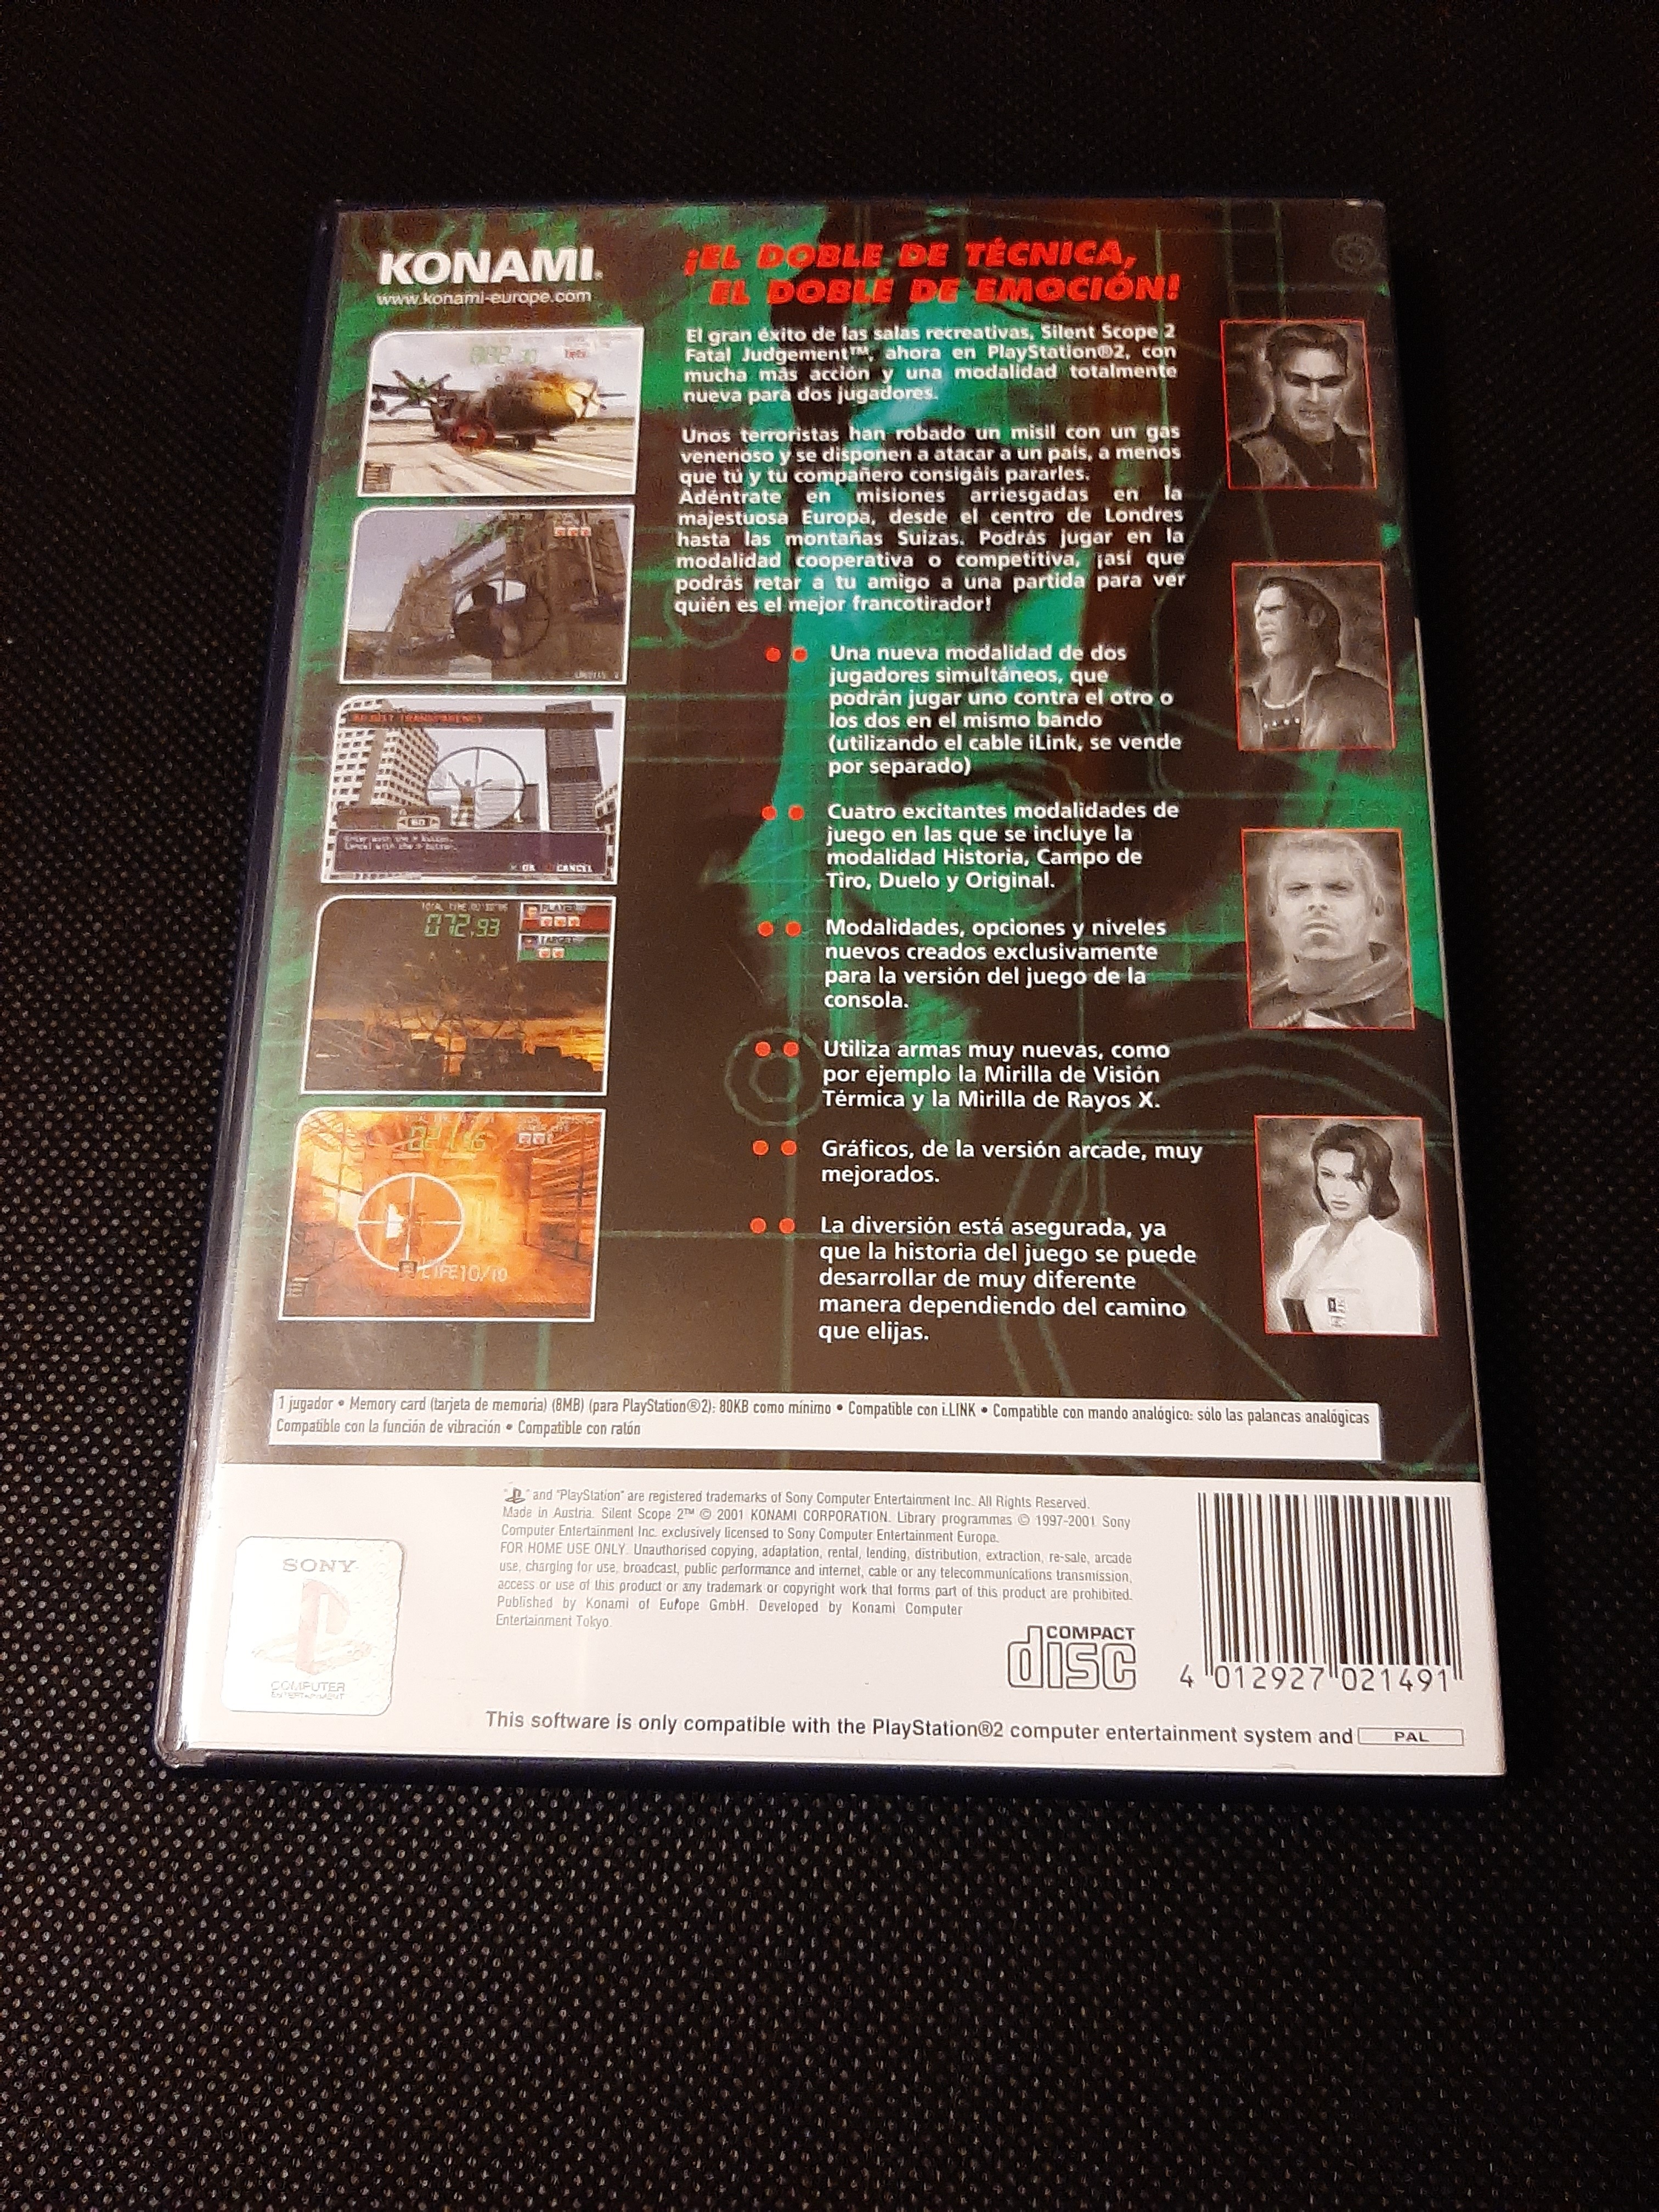 KONAMI
www.konami-europe.com
¡EL DOBLE DE TÉCNICA,
EL DOBLE DE EMOCIÓN!
El gran éxito de las salas recreativas, Silent Scope 2
Fatal Judgement™, ahora en PlayStation®2, con
mucha más acción y una modalidad totalmente
nueva para dos jugadores.
Unos terroristas han robado un misil con un gas
venenoso y se disponen a atacar a un país, a menos
que tú y tu compañero consigáis pararles.
Adéntrate en misiones arriesgadas en la
majestuosa Europa, desde el centro de Londres
hasta las montañas Suizas. Podrás jugar en la
modalidad cooperativa o competitiva, ¡así que
podrás retar a tu amigo a una partida para ver
quién es el mejor francotirador!
Una nueva modalidad de dos
jugadores simultáneos, que
podrán jugar uno contra el otro o
los dos en el mismo bando
(utilizando el cable iLink, se vende
por separado)
Cuatro excitantes modalidades de
juego en las que se incluye la
modalidad Historia, Campo de
Tiro, Duelo y Original.
Modalidades, opciones y niveles
nuevos creados exclusivamente
para la versión del juego de la
consola.
Utiliza armas muy nuevas, como
por ejemplo la Mirilla de Visión
Térmica y la Mirilla de Rayos X.
Gráficos, de la versión arcade, muy
mejorados.
La diversión está asegurada, ya
que la historia del juego se puede
desarrollar de muy diferente
manera dependiendo del camino
que elijas.
TRANSPARENCY
60
OK CANCEL
072.93
LIFE 10/10
1 jugador • Memory card (tarjeta de memoria) (8MB) (para PlayStation®2): 80KB como mínimo • Compatible con i.LINK • Compatible con mando analógico: sólo las palancas analógicas
Compatible con la función de vibración • Compatible con ratón
" " and "PlayStation" are registered trademarks of Sony Computer Entertainment Inc. All Rights Reserved.
Made in Austria. Silent Scope 2™ © 2001 KONAMI CORPORATION. Library programmes © 1997-2001 Sony
Computer Entertainment Inc. exclusively licensed to Sony Computer Entertainment Europe.
FOR HOME USE ONLY. Unauthorised copying, adaptation, rental, lending, distribution, extraction, re-sale, arcade
use, charging for use, broadcast, public performance and internet, cable or any telecommunications transmission,
access or use of this product or any trademark or copyright work that forms part of this product are prohibited.
Published by Konami of Europe GmbH. Developed by Konami Computer
Entertainment Tokyo.
SONY
COMPUTER
ENTERTAINMENT
COMPACT
disc
4 012927 021491
This software is only compatible with the PlayStation®2 computer entertainment system and PAL